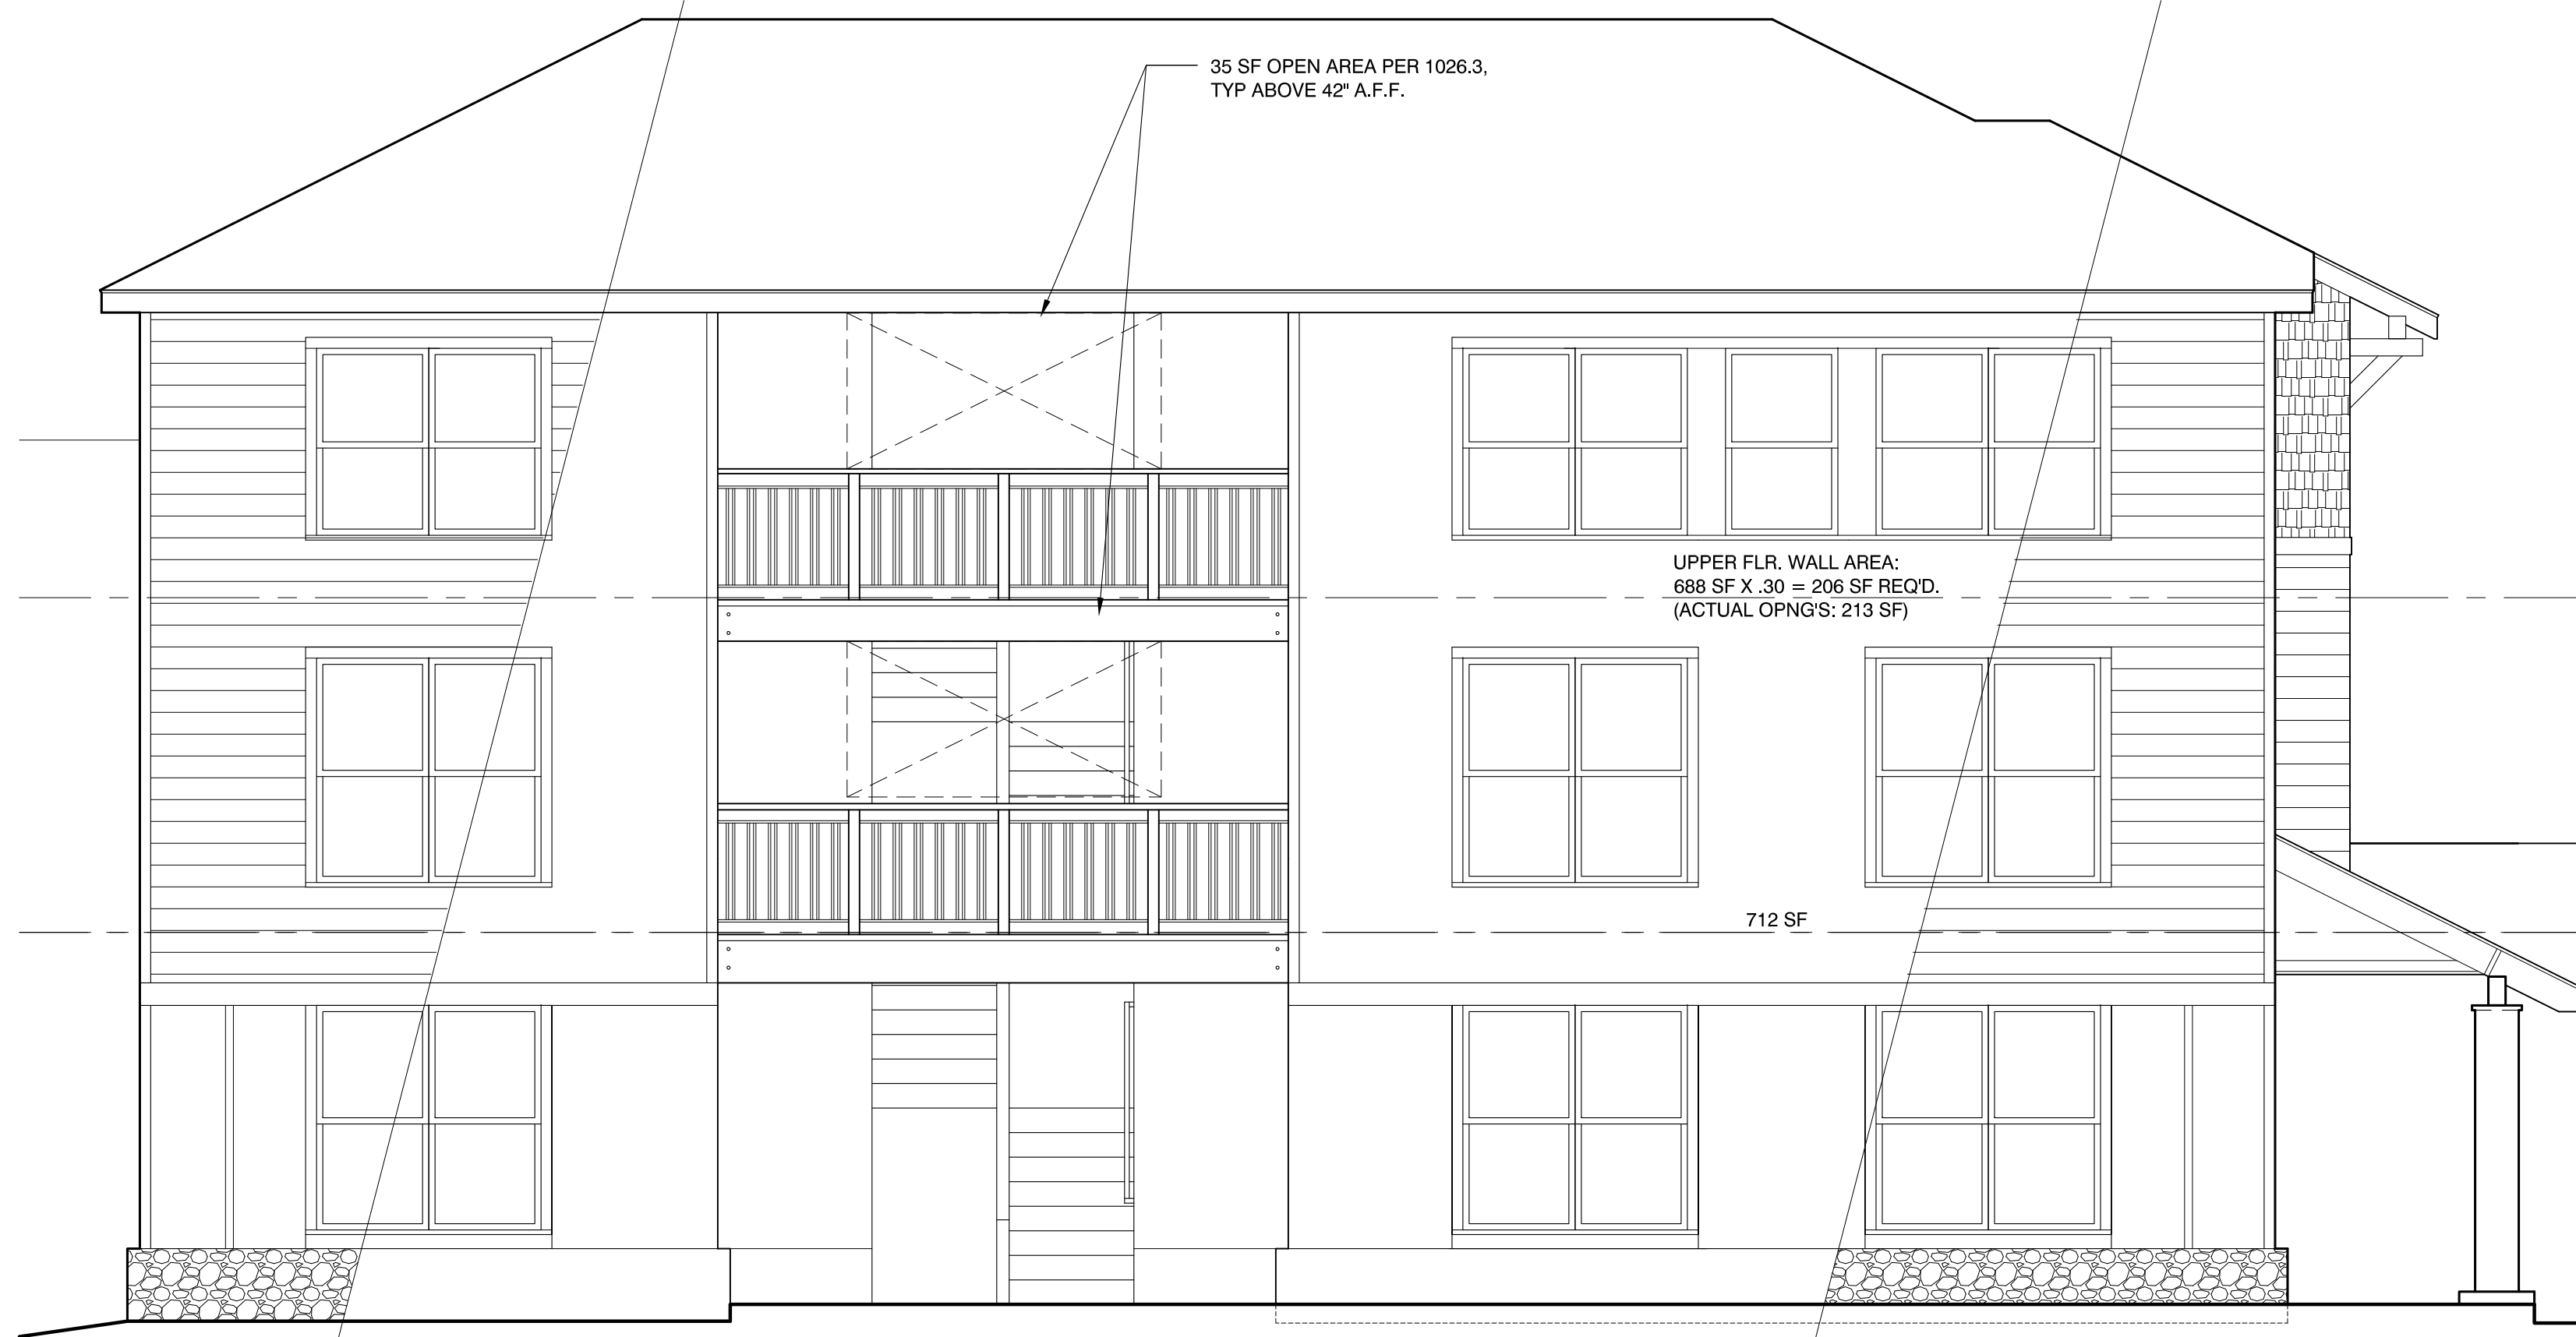 35 SF OPEN AREA PER 1026.3,
TYP ABOVE 42" A.F.F.
UPPER FLR. WALL AREA:
688 SF X .30 = 206 SF REQ'D.
(ACTUAL OPNG'S: 213 SF)
712 SF